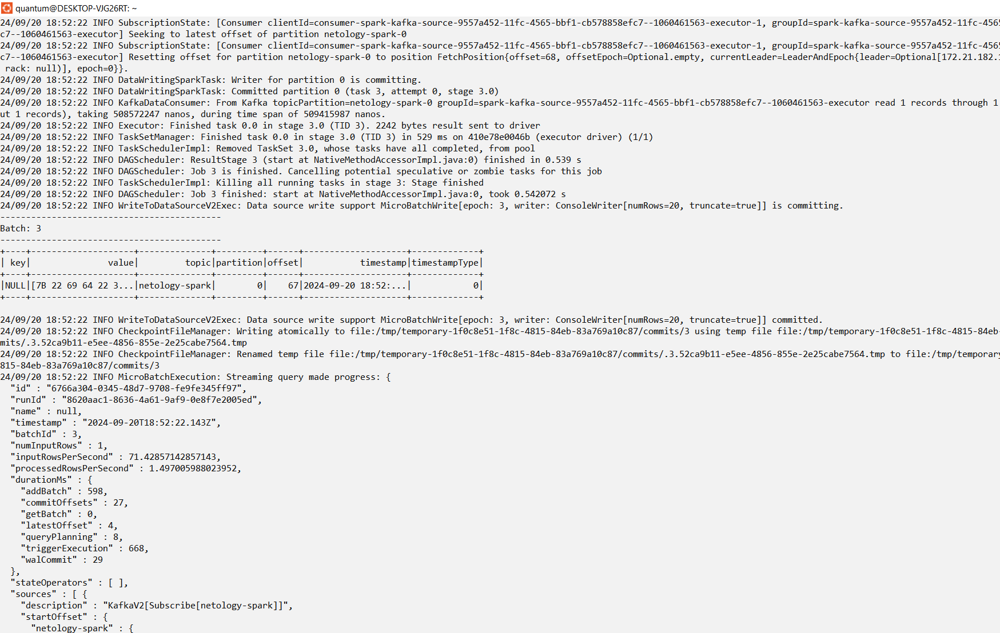 quantum@DESKTOP-VJG26RT: ~
24/09/20 18:52:22 INFO SubscriptionState: [Consumer clientId=consumer-spark-kafka-source-9557a452-11fc-4565-bbf1-cb578858efc7--1060461563-executor-1, groupId=spark-kafka-source-9557a452-11fc-4565
c7--1060461563-executor] Seeking to latest offset of partition netology-spark-0
24/09/20 18:52:22 INFO SubscriptionState: [Consumer clientId=consumer-spark-kafka-source-9557a452-11fc-4565-bbf1-cb578858efc7--1060461563-executor-1, groupId=spark-kafka-source-9557a452-11fc-4565
c7--1060461563-executor] Resetting offset for partition netology-spark-0 to position FetchPosition{offset=68, offsetEpoch=Optional.empty, currentLeader=LeaderAndEpoch{leader=Optional[172.21.182.1
 rack: null)], epoch=0}}.
24/09/20 18:52:22 INFO DataWritingSparkTask: Writer for partition 0 is committing.
24/09/20 18:52:22 INFO DataWritingSparkTask: Committed partition 0 (task 3, attempt 0, stage 3.0)
24/09/20 18:52:22 INFO KafkaDataConsumer: From Kafka topicPartition=netology-spark-0 groupId=spark-kafka-source-9557a452-11fc-4565-bbf1-cb578858efc7--1060461563-executor read 1 records through 1
ut 1 records), taking 508572247 nanos, during time span of 509415987 nanos.
24/09/20 18:52:22 INFO Executor: Finished task 0.0 in stage 3.0 (TID 3). 2242 bytes result sent to driver
24/09/20 18:52:22 INFO TaskSetManager: Finished task 0.0 in stage 3.0 (TID 3) in 529 ms on 410e78e0046b (executor driver) (1/1)
24/09/20 18:52:22 INFO TaskSchedulerImpl: Removed TaskSet 3.0, whose tasks have all completed, from pool
24/09/20 18:52:22 INFO DAGScheduler: ResultStage 3 (start at NativeMethodAccessorImpl.java:0) finished in 0.539 s
24/09/20 18:52:22 INFO DAGScheduler: Job 3 is finished. Cancelling potential speculative or zombie tasks for this job
24/09/20 18:52:22 INFO TaskSchedulerImpl: Killing all running tasks in stage 3: Stage finished
24/09/20 18:52:22 INFO DAGScheduler: Job 3 finished: start at NativeMethodAccessorImpl.java:0, took 0.542072 s
24/09/20 18:52:22 INFO WriteToDataSourceV2Exec: Data source write support MicroBatchWrite[epoch: 3, writer: ConsoleWriter[numRows=20, truncate=true]] is committing.
-------------------------------------------
Batch: 3
-------------------------------------------
+----+--------------------+--------------+---------+------+--------------------+-------------+
| key|               value|         topic|partition|offset|           timestamp|timestampType|
+----+--------------------+--------------+---------+------+--------------------+-------------+
|NULL|[7B 22 69 64 22 3...|netology-spark|        0|    67|2024-09-20 18:52:...|            0|
+----+--------------------+--------------+---------+------+--------------------+-------------+
24/09/20 18:52:22 INFO WriteToDataSourceV2Exec: Data source write support MicroBatchWrite[epoch: 3, writer: ConsoleWriter[numRows=20, truncate=true]] committed.
24/09/20 18:52:22 INFO CheckpointFileManager: Writing atomically to file:/tmp/temporary-1f0c8e51-1f8c-4815-84eb-83a769a10c87/commits/3 using temp file file:/tmp/temporary-1f0c8e51-1f8c-4815-84eb-
mits/.3.52ca9b11-e5ee-4856-855e-2e25cabe7564.tmp
24/09/20 18:52:22 INFO CheckpointFileManager: Renamed temp file file:/tmp/temporary-1f0c8e51-1f8c-4815-84eb-83a769a10c87/commits/.3.52ca9b11-e5ee-4856-855e-2e25cabe7564.tmp to file:/tmp/temporary
815-84eb-83a769a10c87/commits/3
24/09/20 18:52:22 INFO MicroBatchExecution: Streaming query made progress: {
  "id" : "6766a304-0345-48d7-9708-fe9fe345ff97",
  "runId" : "8620aac1-8636-4a61-9af9-0e8f7e2005ed",
  "name" : null,
  "timestamp" : "2024-09-20T18:52:22.143Z",
  "batchId" : 3,
  "numInputRows" : 1,
  "inputRowsPerSecond" : 71.42857142857143,
  "processedRowsPerSecond" : 1.497005988023952,
  "durationMs" : {
    "addBatch" : 598,
    "commitOffsets" : 27,
    "getBatch" : 0,
    "latestOffset" : 4,
    "queryPlanning" : 8,
    "triggerExecution" : 668,
    "walCommit" : 29
  },
  "stateOperators" : [ ],
  "sources" : [ {
    "description" : "KafkaV2[Subscribe[netology-spark]]",
    "startOffset" : {
      "netology-spark" : {